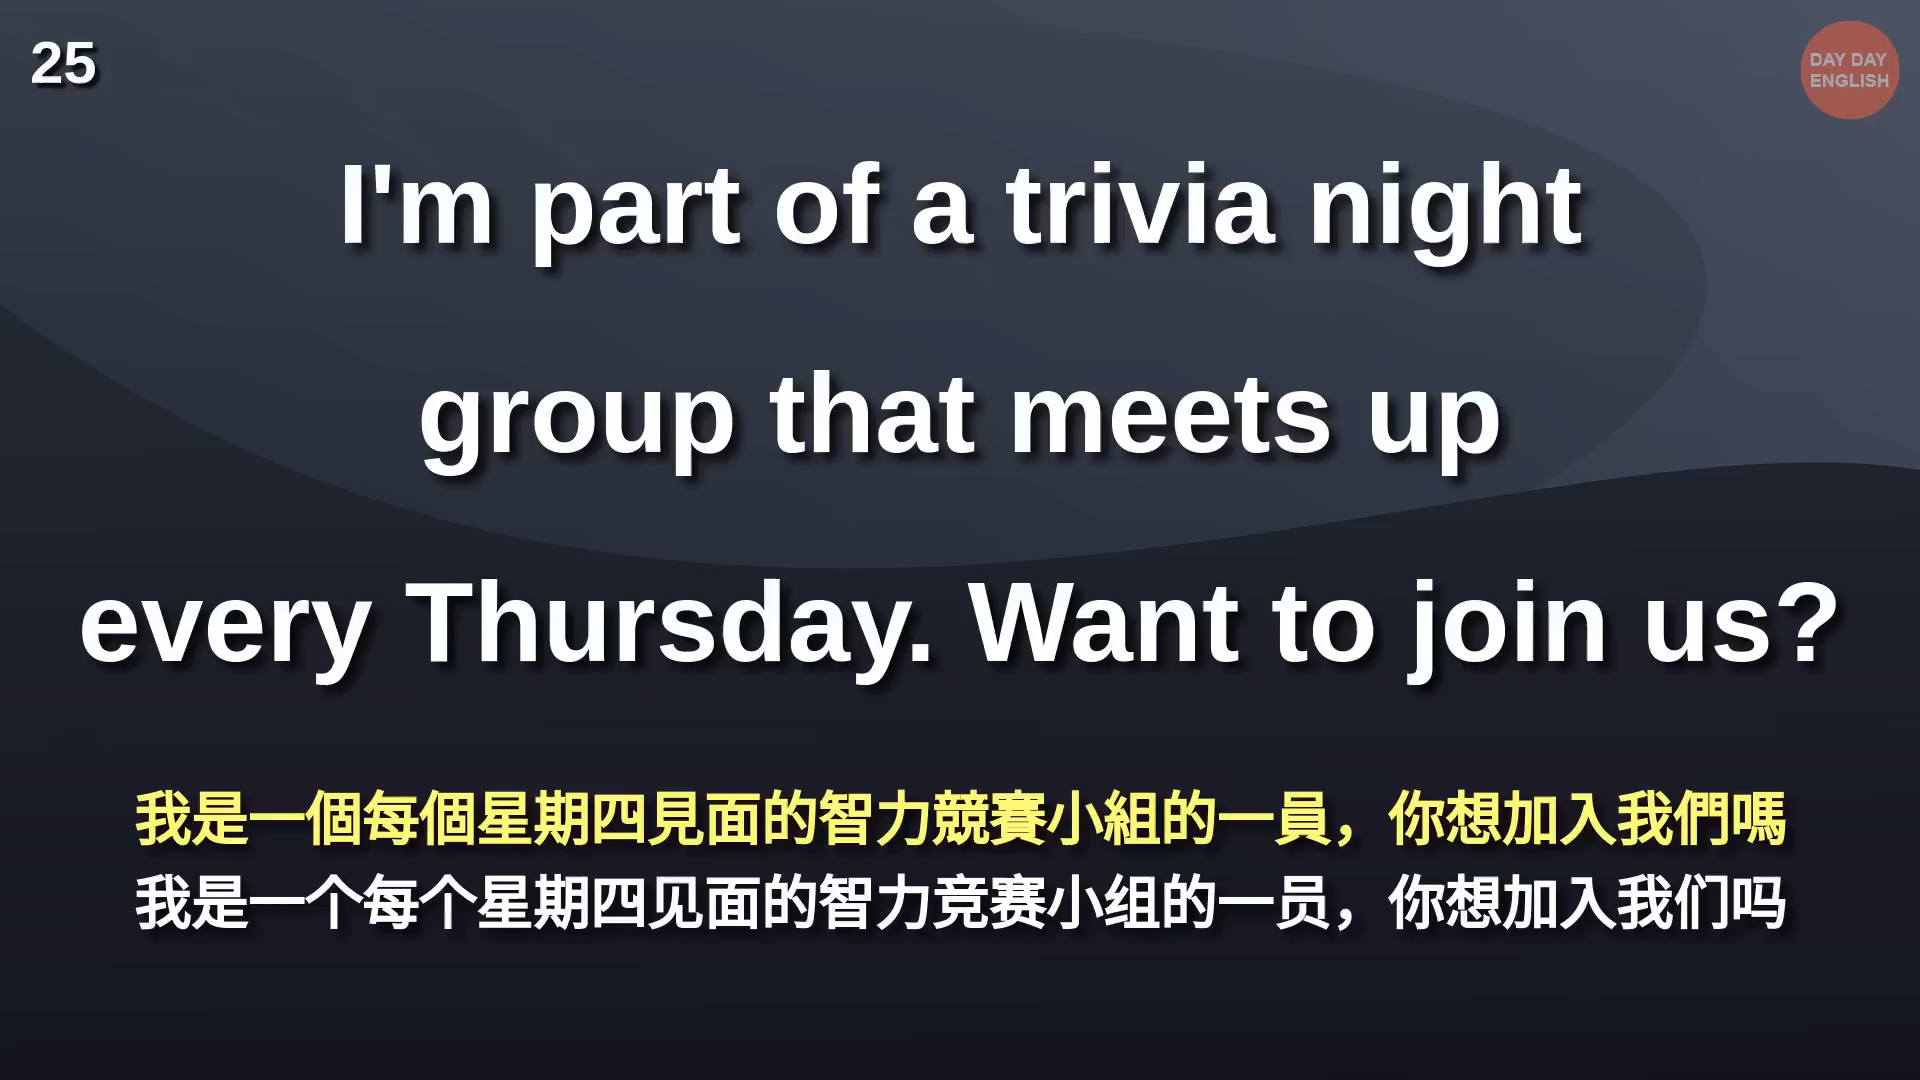 25
DAY DAY
ENGLISH
I'm part of a trivia night
group that meets up
every Thursday. Want to join us?
我是一個每個星期四見面的智力競賽小組的一員，你想加入我們嗎
我是一个每个星期四见面的智力竞赛小组的一员，你想加入我们吗